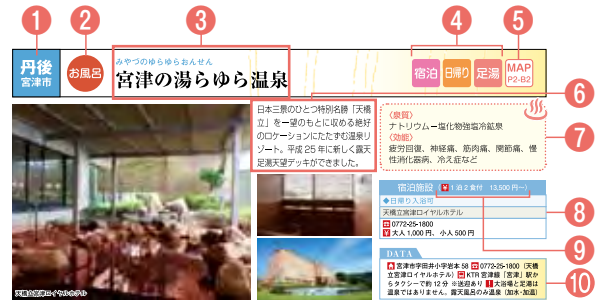 1
2
3
4
5
丹後
宮津市
お風呂
みやづのゆらゆらおんせん
宮津の湯らゆら温泉
宿泊
日帰り
足湯
MAP
P2-B2
6
日本三景のひとつ特別名勝「天橋
立」を一望のもとに収める絶好
のロケーションにたたずむ温泉リ
ゾート。平成25年に新しく露天
足湯天望デッキができました。
〈泉質〉
ナトリウム－塩化物強塩冷鉱泉
〈効能〉
疲労回復、神経痛、筋肉痛、関節痛、慢
性消化器病、冷え症など
7
宿泊施設（¥1泊2食付 13,500円～）
◆日帰り入浴可
天橋立宮津ロイヤルホテル
0772-25-1800
¥大人1,000円、小人500円
8
9
DATA
宮津市字田井小字岩本58 0772-25-1800（天橋
立宮津ロイヤルホテル） KTR宮津線「宮津」駅か
らタクシーで約12分 ※送迎あり !大浴場と足湯は
温泉ではありません。露天風呂のみ温泉（加水・加温）
10
天橋立宮津ロイヤルホテル